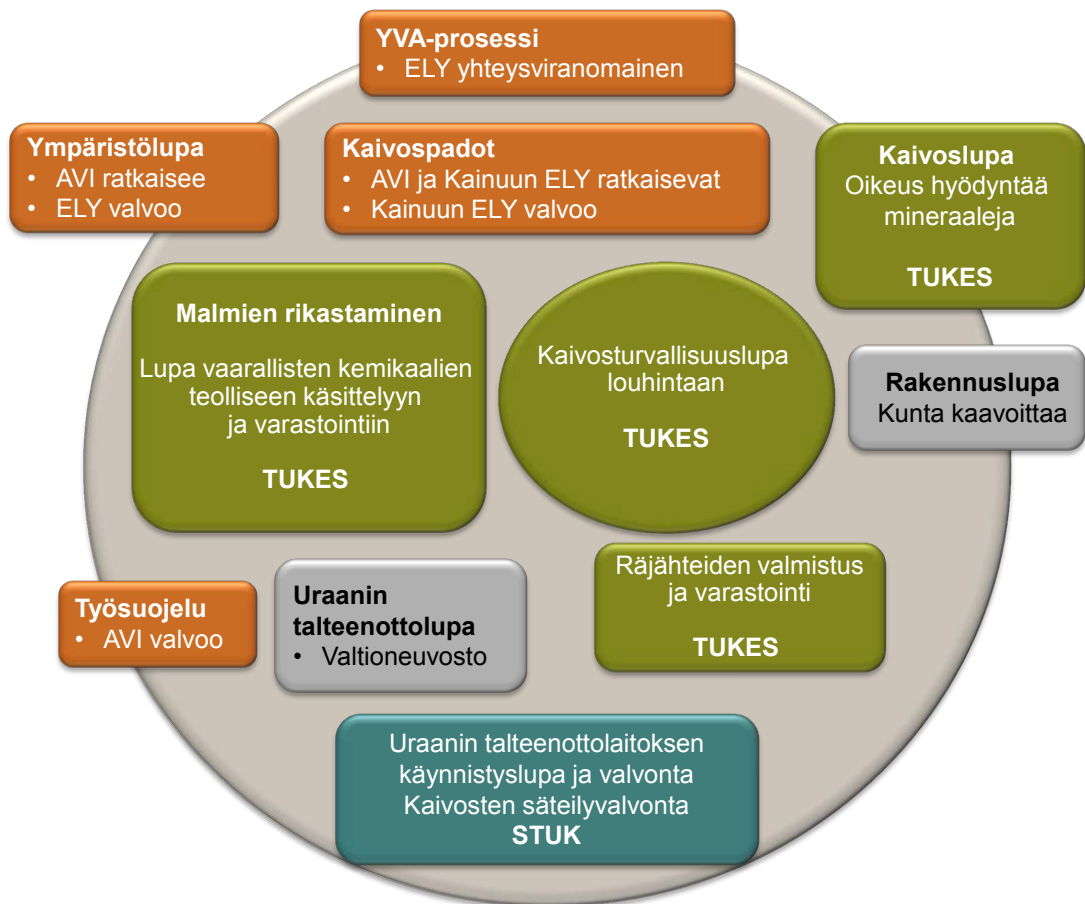 YVA-prosessi
• ELY yhteysviranomainen
Ympäristölupa
• AVI ratkaisee
• ELY valvoo
Kaivospadot
• AVI ja Kainuun ELY ratkaisevat
• Kainuun ELY valvoo
Kaivoslupa
Oikeus hyödyntää
mineraaleja
TUKES
Malmien rikastaminen
Lupa vaarallisten kemikaalien
teolliseen käsittelyyn
ja varastointiin
TUKES
Kaivosturvallisuuslupa
louhintaan
TUKES
Rakennuslupa
Kunta kaavoittaa
Työsuojelu
• AVI valvoo
Uraanin
talteenottolupa
• Valtioneuvosto
Räjähteiden valmistus
ja varastointi
TUKES
Uraanin talteenottolaitoksen
käynnistyslupa ja valvonta
Kaivosten säteilyvalvonta
STUK